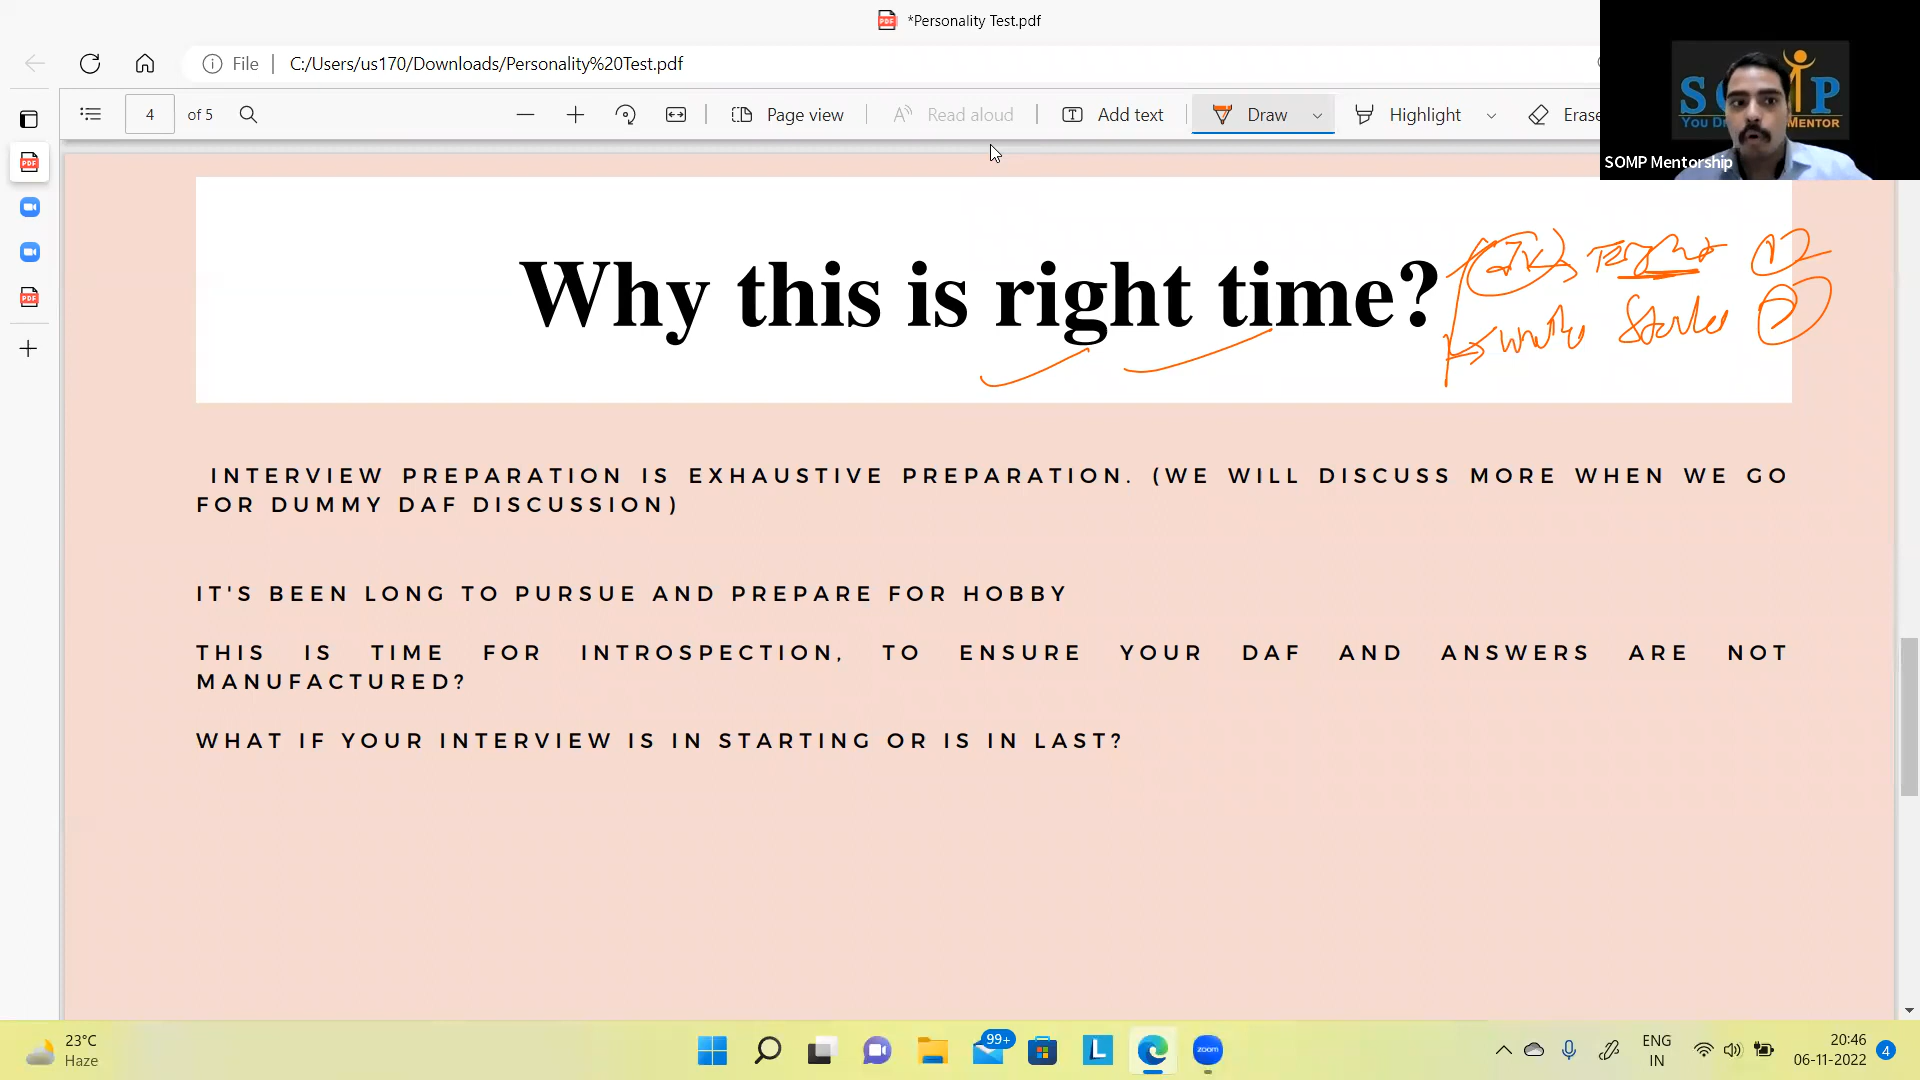 *Personality Test.pdf
File
C:/Users/us170/Downloads/Personality%20Test.pdf
4 of 5
Page view
Read aloud
Add text
Draw
Highlight
Erase
SOMP Mentorship
MENTOR
Why this is right time?
INTERVIEW PREPARATION IS EXHAUSTIVE PREPARATION. (WE WILL DISCUSS MORE WHEN WE GO
FOR DUMMY DAF DISCUSSION)
IT'S BEEN LONG TO PURSUE AND PREPARE FOR HOBBY
THIS IS TIME FOR INTROSPECTION, TO ENSURE YOUR DAF AND ANSWERS ARE NOT
MANUFACTURED?
WHAT IF YOUR INTERVIEW IS IN STARTING OR IS IN LAST?
23°C
Haze
99+
L
zoom
ENG
IN
20:46
06-11-2022
4